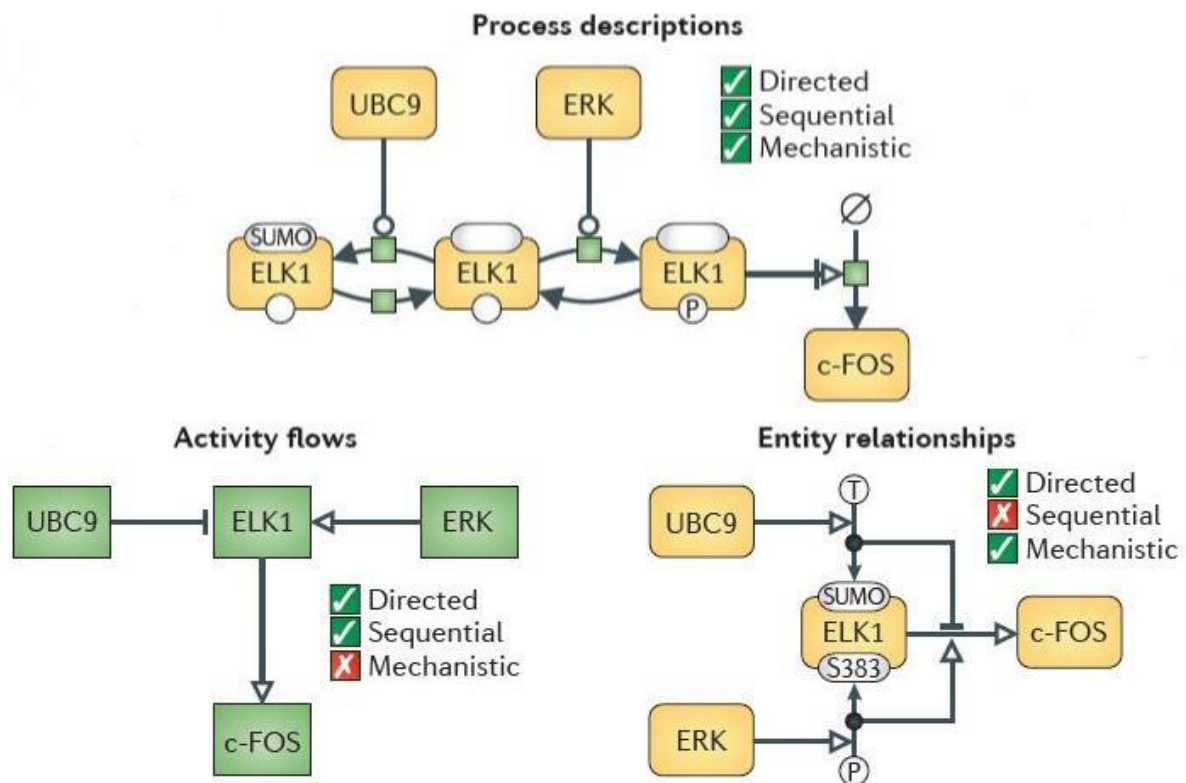 Process descriptions
UBC9
ERK
Directed
Sequential
Mechanistic
SUMO
ELK1
ELK1
ELK1
P
∅
c-FOS
Activity flows
UBC9
ELK1
ERK
Directed
Sequential
Mechanistic
c-FOS
Entity relationships
Directed
Sequential
Mechanistic
T
UBC9
SUMO
ELK1
S383
c-FOS
ERK
P